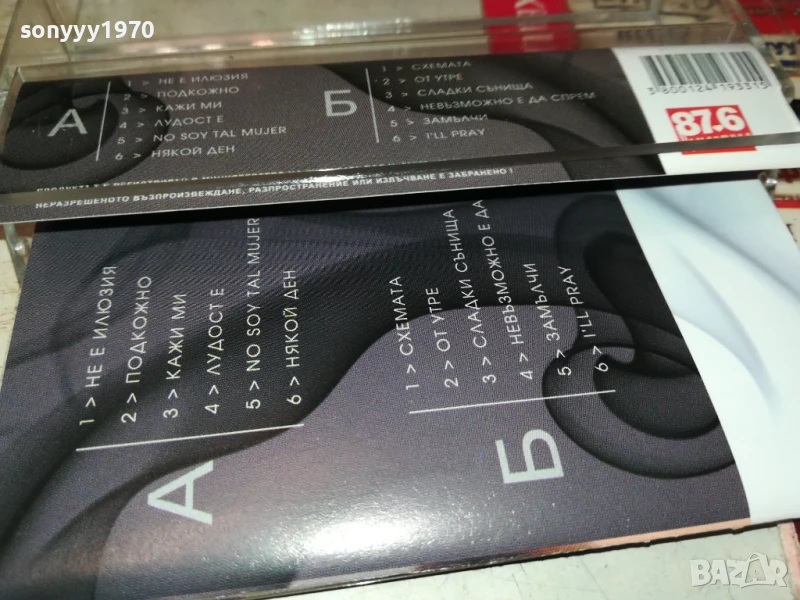 sonyyy1970
А
1 > НЕ Е ИЛЮЗИЯ
2 > ПОДКОЖНО
3 > КАЖИ МИ
4 > ЛУДОСТ Е
5 > NO SOY TAL MUJER
6 > НЯКОЙ ДЕН
Б
1 > СХЕМАТА
2 > ОТ УТРЕ
3 > СЛАДКИ СЪНИЩА
4 > НЕВЪЗМОЖНО Е ДА СПРЕМ
5 > ЗАМЪЛЧИ
6 > I'LL PRAY
3 800124 193315
87.6
НЕРАЗРЕШЕНОТО ВЪЗПРОИЗВЕЖДАНЕ, РАЗПРОСТРАНЕНИЕ ИЛИ ИЗЛЪЧВАНЕ Е ЗАБРАНЕНО !
А
1 > НЕ Е ИЛЮЗИЯ
2 > ПОДКОЖНО
3 > КАЖИ МИ
4 > ЛУДОСТ Е
5 > NO SOY TAL MUJER
6 > НЯКОЙ ДЕН
Б
1 > СХЕМАТА
2 > ОТ УТРЕ
3 > СЛАДКИ СЪНИЩА
4 > НЕВЪЗМОЖНО Е ДА
5 > ЗАМЪЛЧИ
6 > I'LL PRAY
BAZAR